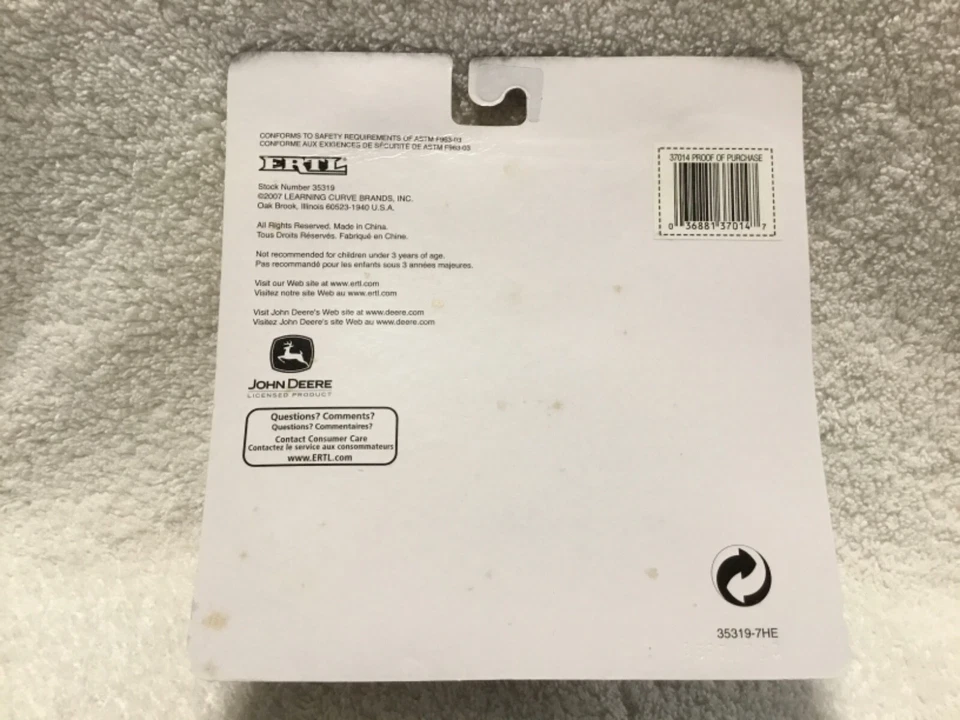 CONFORMS TO SAFETY REQUIREMENTS OF ASTM F963-03
CONFORME AUX EXIGENCES DE SÉCURITÉ DE ASTM F963-03
ERTL
Stock Number 35319
©2007 LEARNING CURVE BRANDS, INC.
Oak Brook, Illinois 60523-1940 U.S.A.
All Rights Reserved. Made in China.
Tous Droits Réservés. Fabriqué en Chine.
Not recommended for children under 3 years of age.
Pas recommandé pour les enfants sous 3 années majeures.
Visit our Web site at www.ertl.com
Visitez notre site Web au www.ertl.com
Visit John Deere's Web site at www.deere.com
Visitez John Deere's site Web au www.deere.com
JOHN DEERE
LICENSED PRODUCT
Questions? Comments?
Questions? Commentaires?
Contact Consumer Care
Contactez le service aux consommateurs
www.ERTL.com
37014 PROOF OF PURCHASE
0 36881 37014 7
35319-7HE